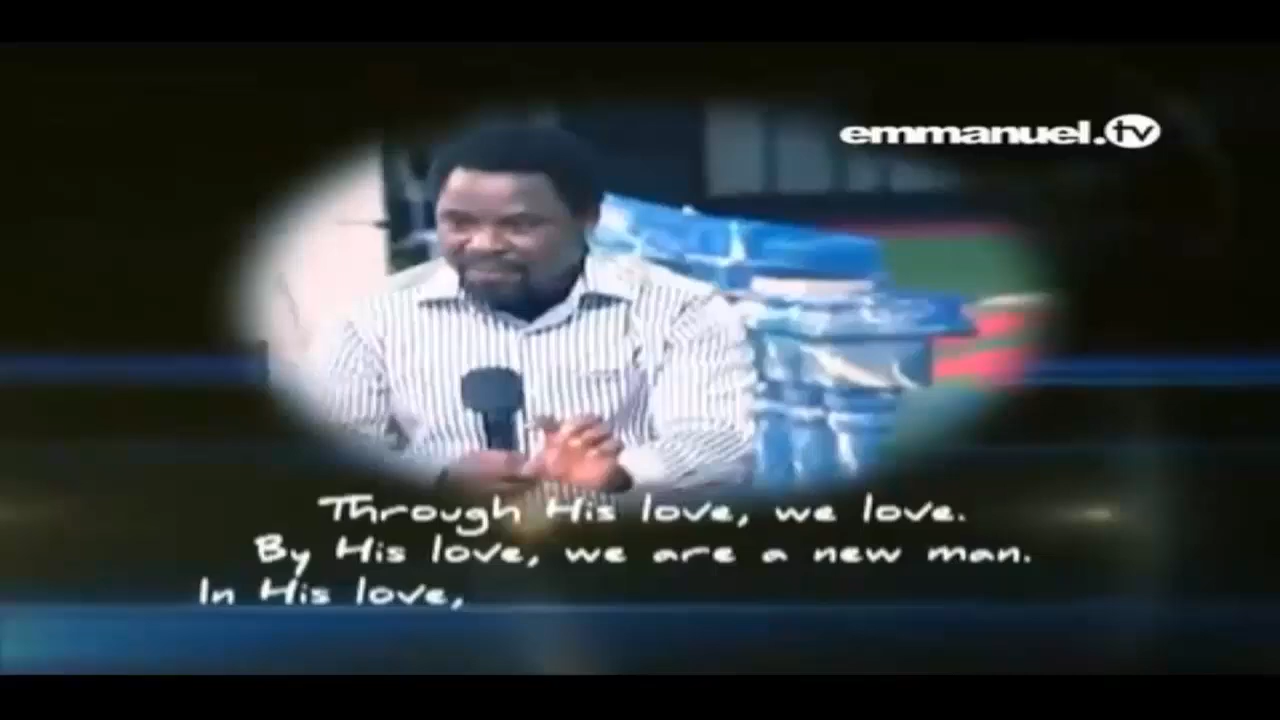 emmanuel.tv
Through His love, we love.
By His love, we are a new man.
In His love,